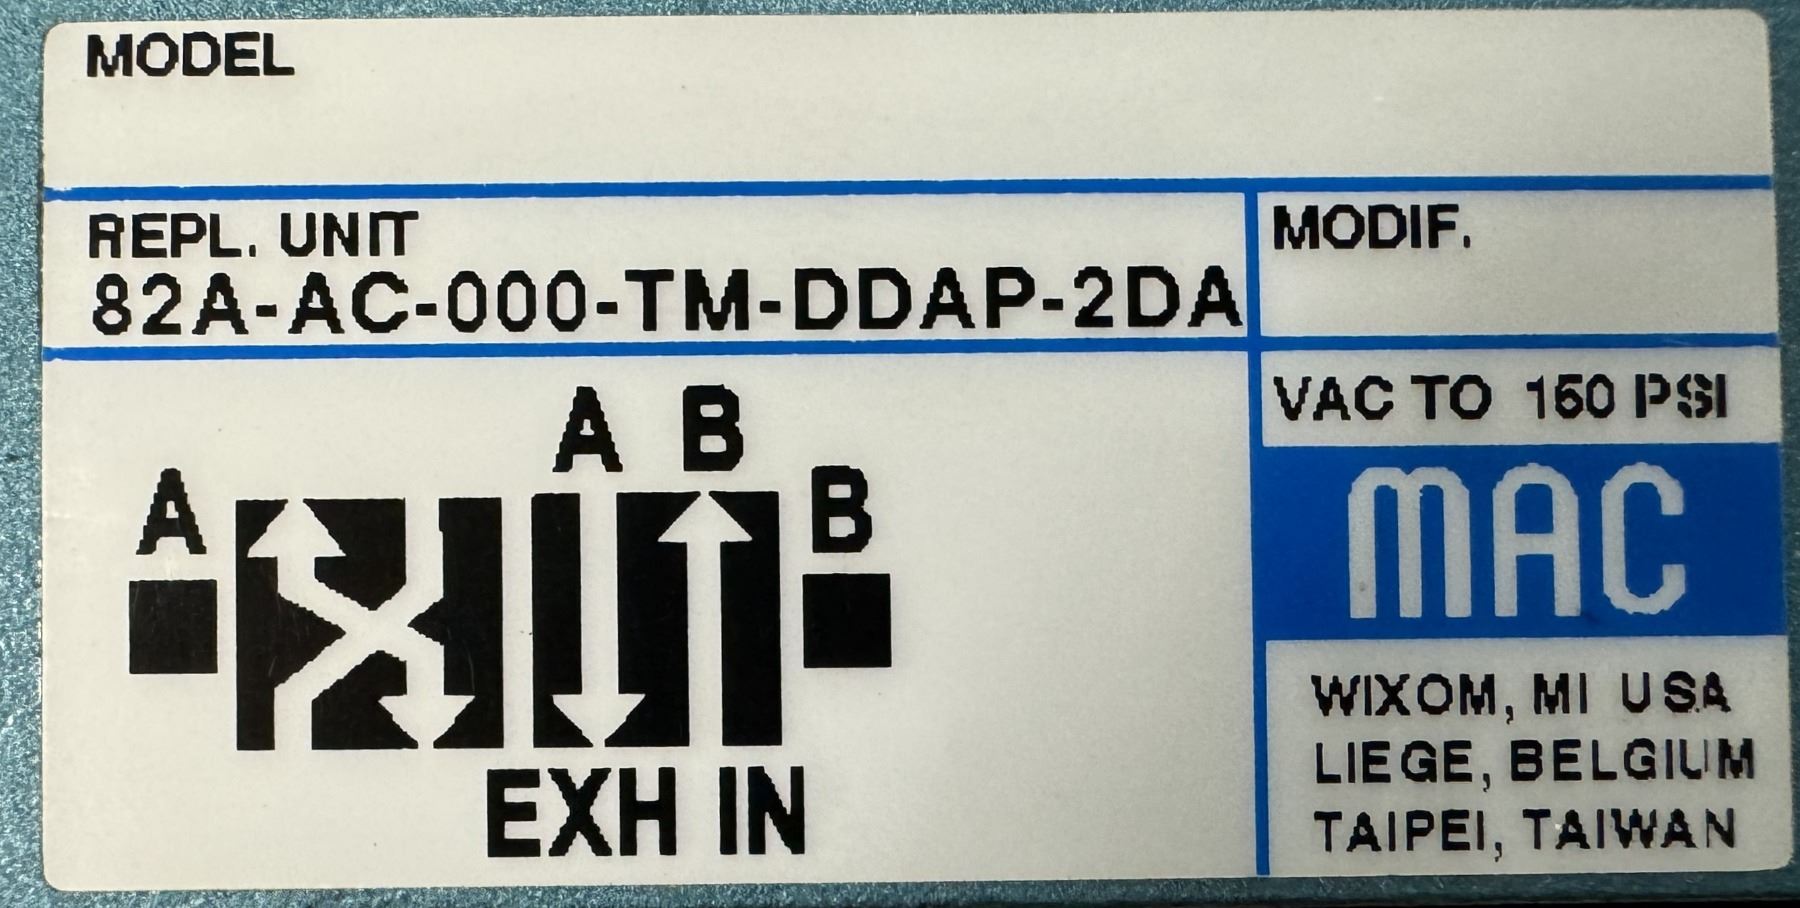 MODEL
REPL. UNIT
82A-AC-000-TM-DDAP-2DA
MODIF.
VAC TO 150 PSI
A B
A
B
EXH IN
MAC
WIXOM, MI USA
LIEGE, BELGIUM
TAIPEI, TAIWAN